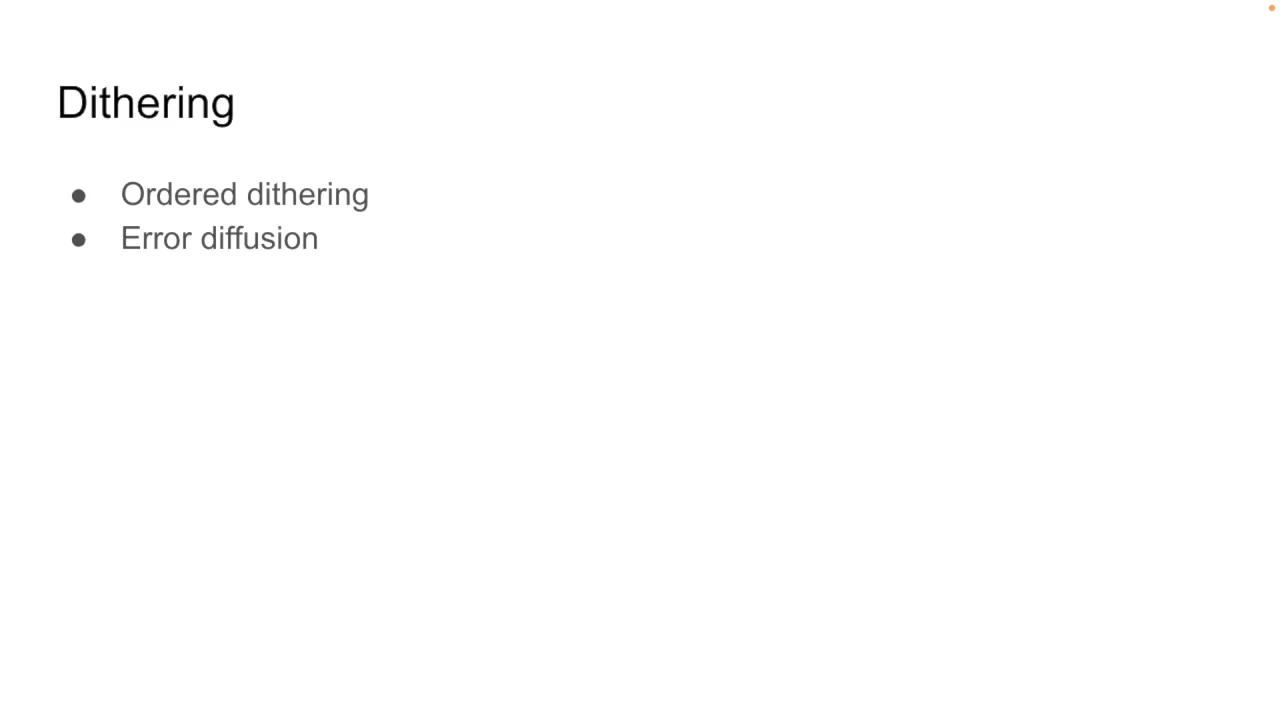 Dithering
● Ordered dithering
● Error diffusion